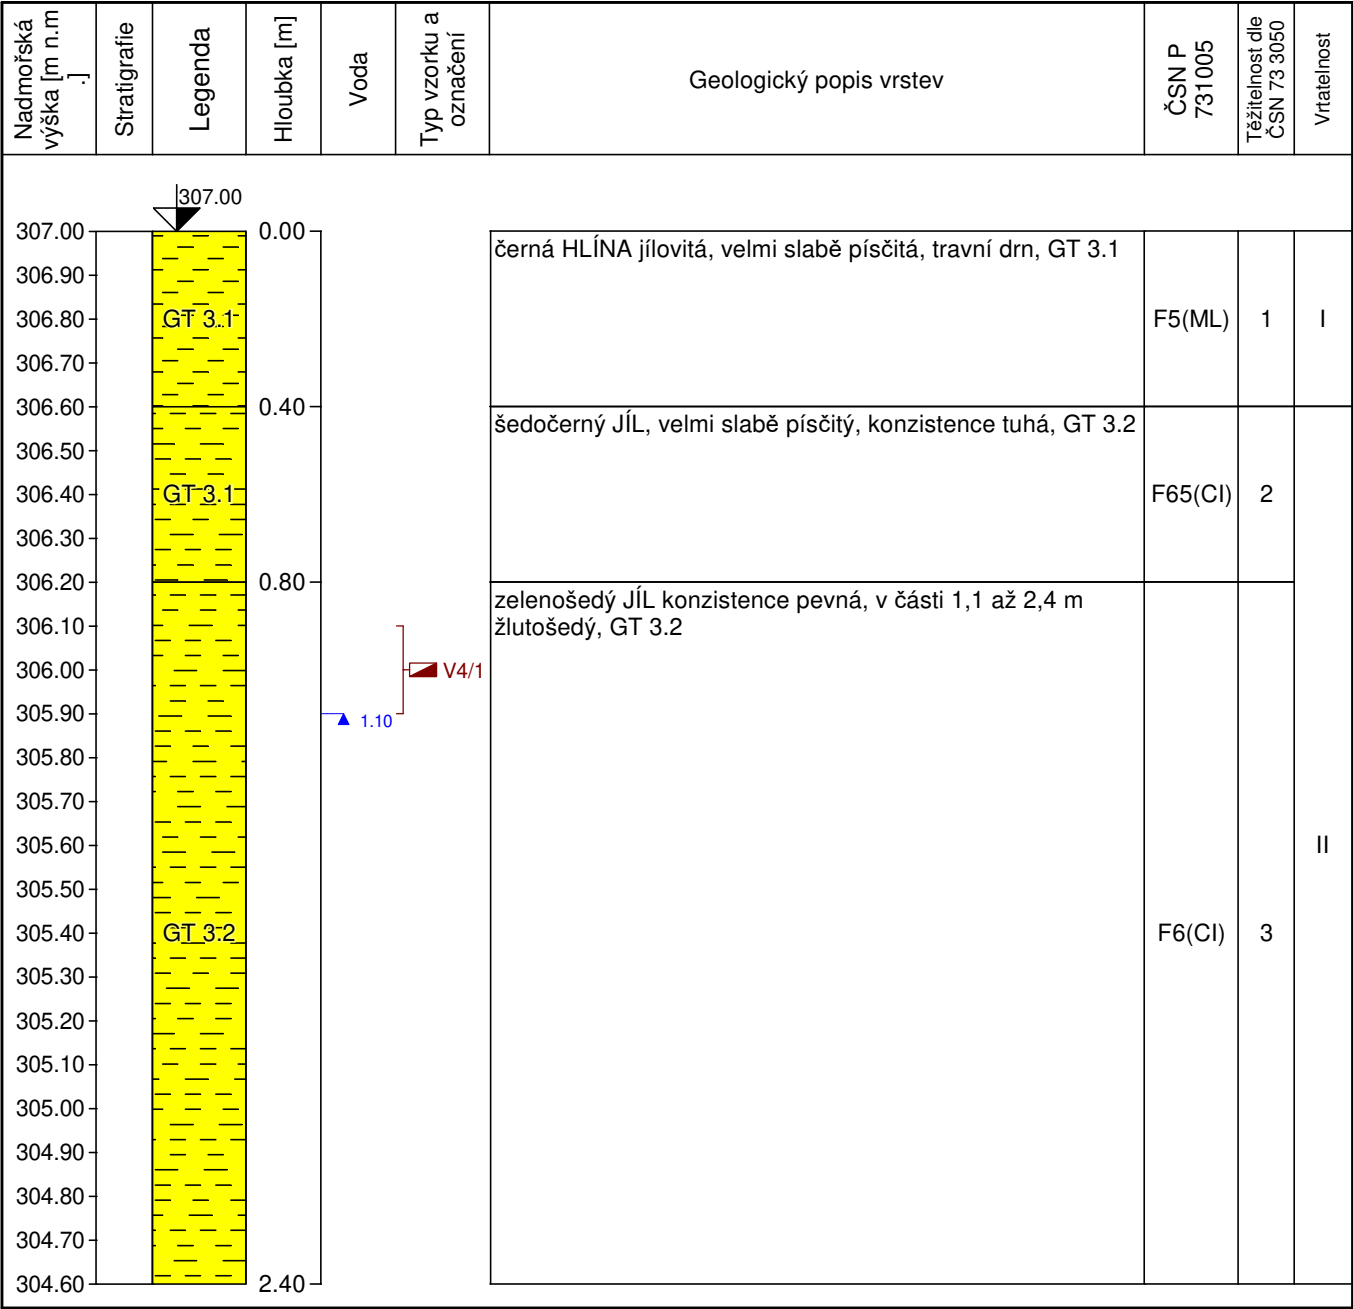 Nadmořská
výška [m n.m
.]
Stratigrafie
Legenda
Hloubka [m]
Voda
Typ vzorku a
označení
Geologický popis vrstev
ČSN P
731005
Těžitelnost dle
ČSN 73 3050
Vrtatelnost
307.00
307.00
0.00
černá HLÍNA jílovitá, velmi slabě písčitá, travní drn, GT 3.1
306.90
306.80
GT 3.1
F5(ML)
1
I
306.70
306.60
0.40
šedočerný JÍL, velmi slabě písčitý, konzistence tuhá, GT 3.2
306.50
306.40
GT 3.1
F65(CI)
2
306.30
306.20
0.80
zelenošedý JÍL konzistence pevná, v části 1,1 až 2,4 m
žlutošedý, GT 3.2
306.10
306.00
V4/1
305.90
1.10
305.80
305.70
305.60
II
305.50
305.40
GT 3.2
F6(CI)
3
305.30
305.20
305.10
305.00
304.90
304.80
304.70
304.60
2.40